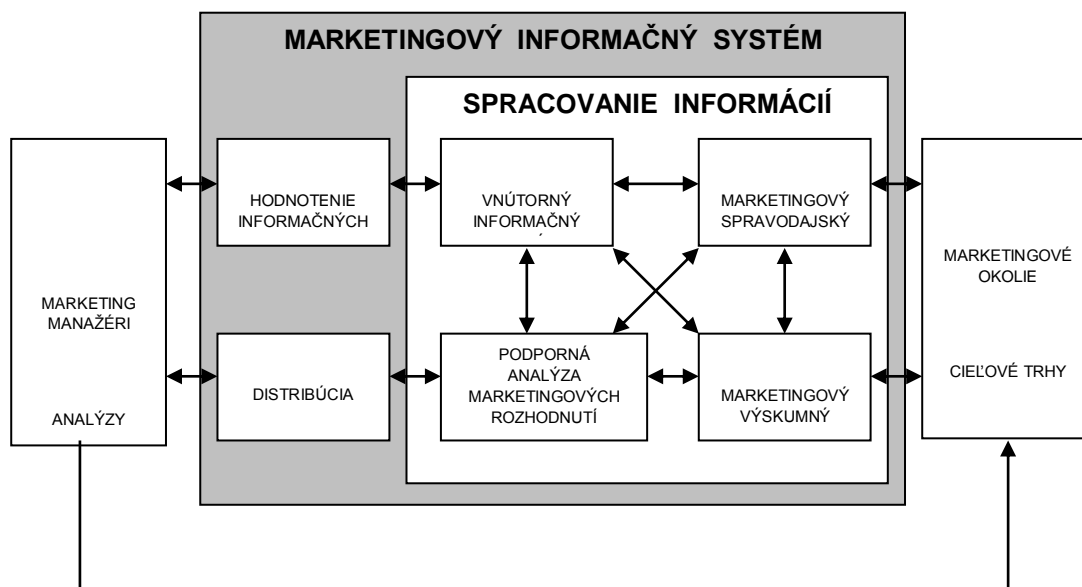 MARKETINGOVÝ INFORMAČNÝ SYSTÉM
SPRACOVANIE INFORMÁCIÍ
MARKETING
MANAŽÉRI
ANALÝZY
HODNOTENIE
INFORMAČNÝCH
DISTRIBÚCIA
VNÚTORNÝ
INFORMAČNÝ
PODPORNÁ
ANALÝZA
MARKETINGOVÝCH
ROZHODNUTÍ
MARKETINGOVÝ
SPRAVODAJSKÝ
MARKETINGOVÝ
VÝSKUMNÝ
MARKETINGOVÉ
OKOLIE
CIEĽOVÉ TRHY